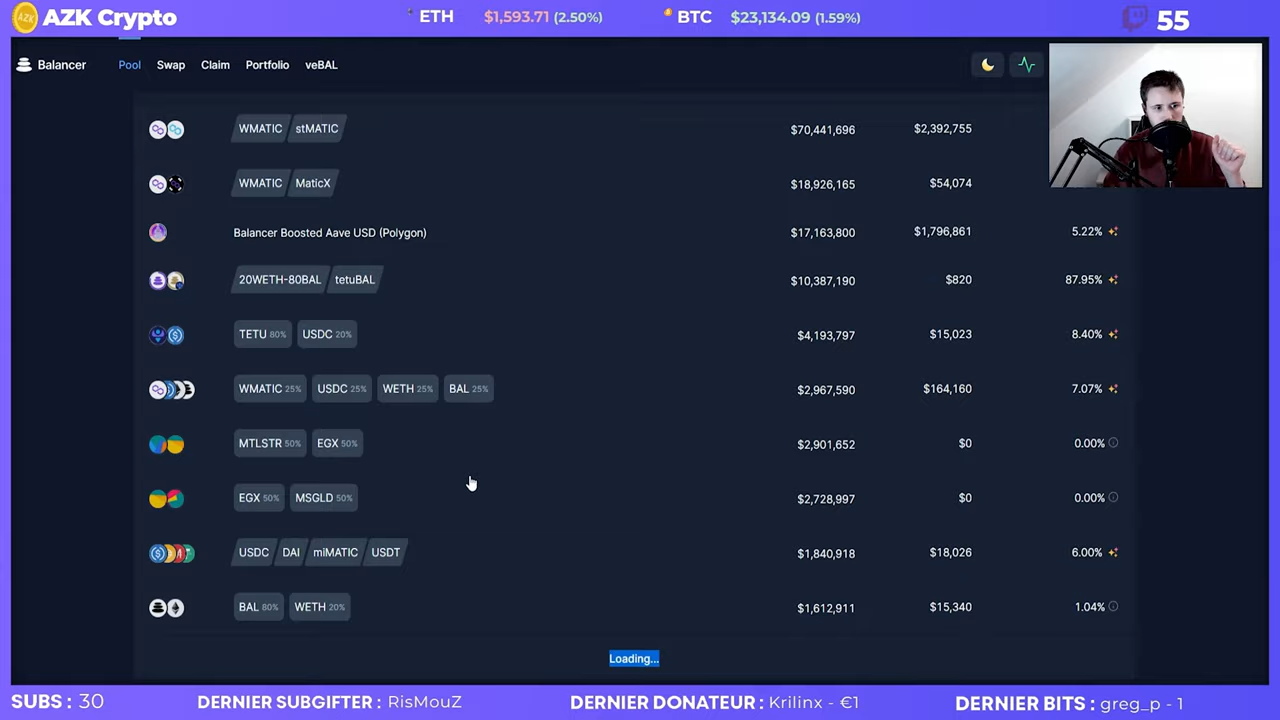 AZK Crypto
ETH $1,593.71 (2.50%)
BTC $23,134.09 (1.59%)
55
Balancer
Pool Swap Claim Portfolio veBAL
WMATIC stMATIC $70,441,696 $2,392,755
WMATIC MaticX $18,926,165 $54,074
Balancer Boosted Aave USD (Polygon) $17,163,800 $1,796,861 5.22%
20WETH-80BAL tetuBAL $10,387,190 $820 87.95%
TETU 80% USDC 20% $4,193,797 $15,023 8.40%
WMATIC 25% USDC 25% WETH 25% BAL 25% $2,967,590 $164,160 7.07%
MTLSTR 50% EGX 50% $2,901,652 $0 0.00%
EGX 50% MSGLD 50% $2,728,997 $0 0.00%
USDC DAI miMATIC USDT $1,840,918 $18,026 6.00%
BAL 80% WETH 20% $1,612,911 $15,340 1.04%
Loading...
SUBS : 30
DERNIER SUBGIFTER : RisMouZ
DERNIER DONATEUR : Krilinx - €1
DERNIER BITS : greg_p - 1